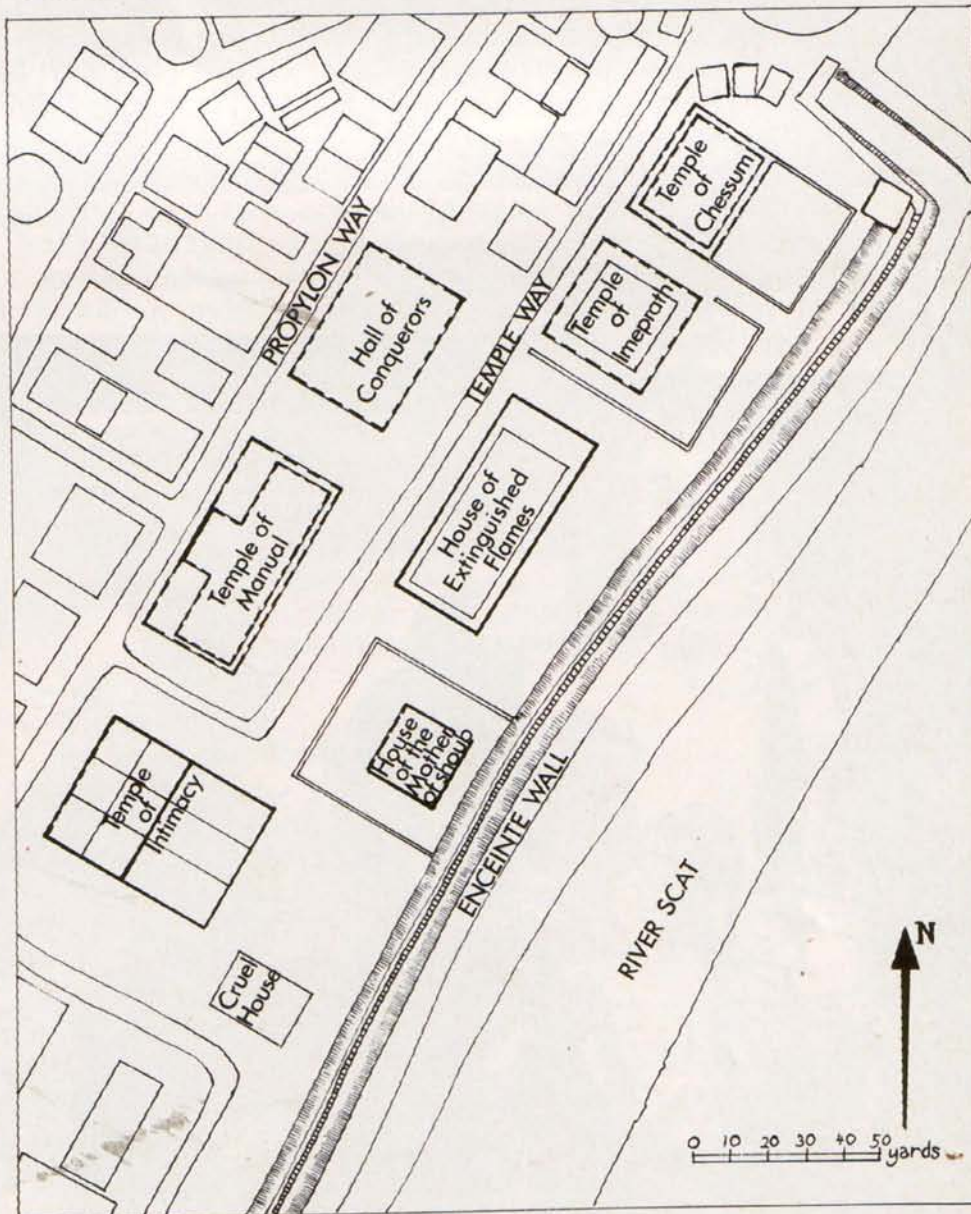 Temple
of
Chessum
PROPYLON WAY
Hall of
Conquerors
TEMPLE WAY
Temple
of
Imeprath
House of
Extinguished
Flames
Temple of
Manual
House
of the
Mother
of shoub
Temple
of
Intimacy
ENCEINTE WALL
RIVER SCAT
Cruel
House
N
0 10 20 30 40 50 yards